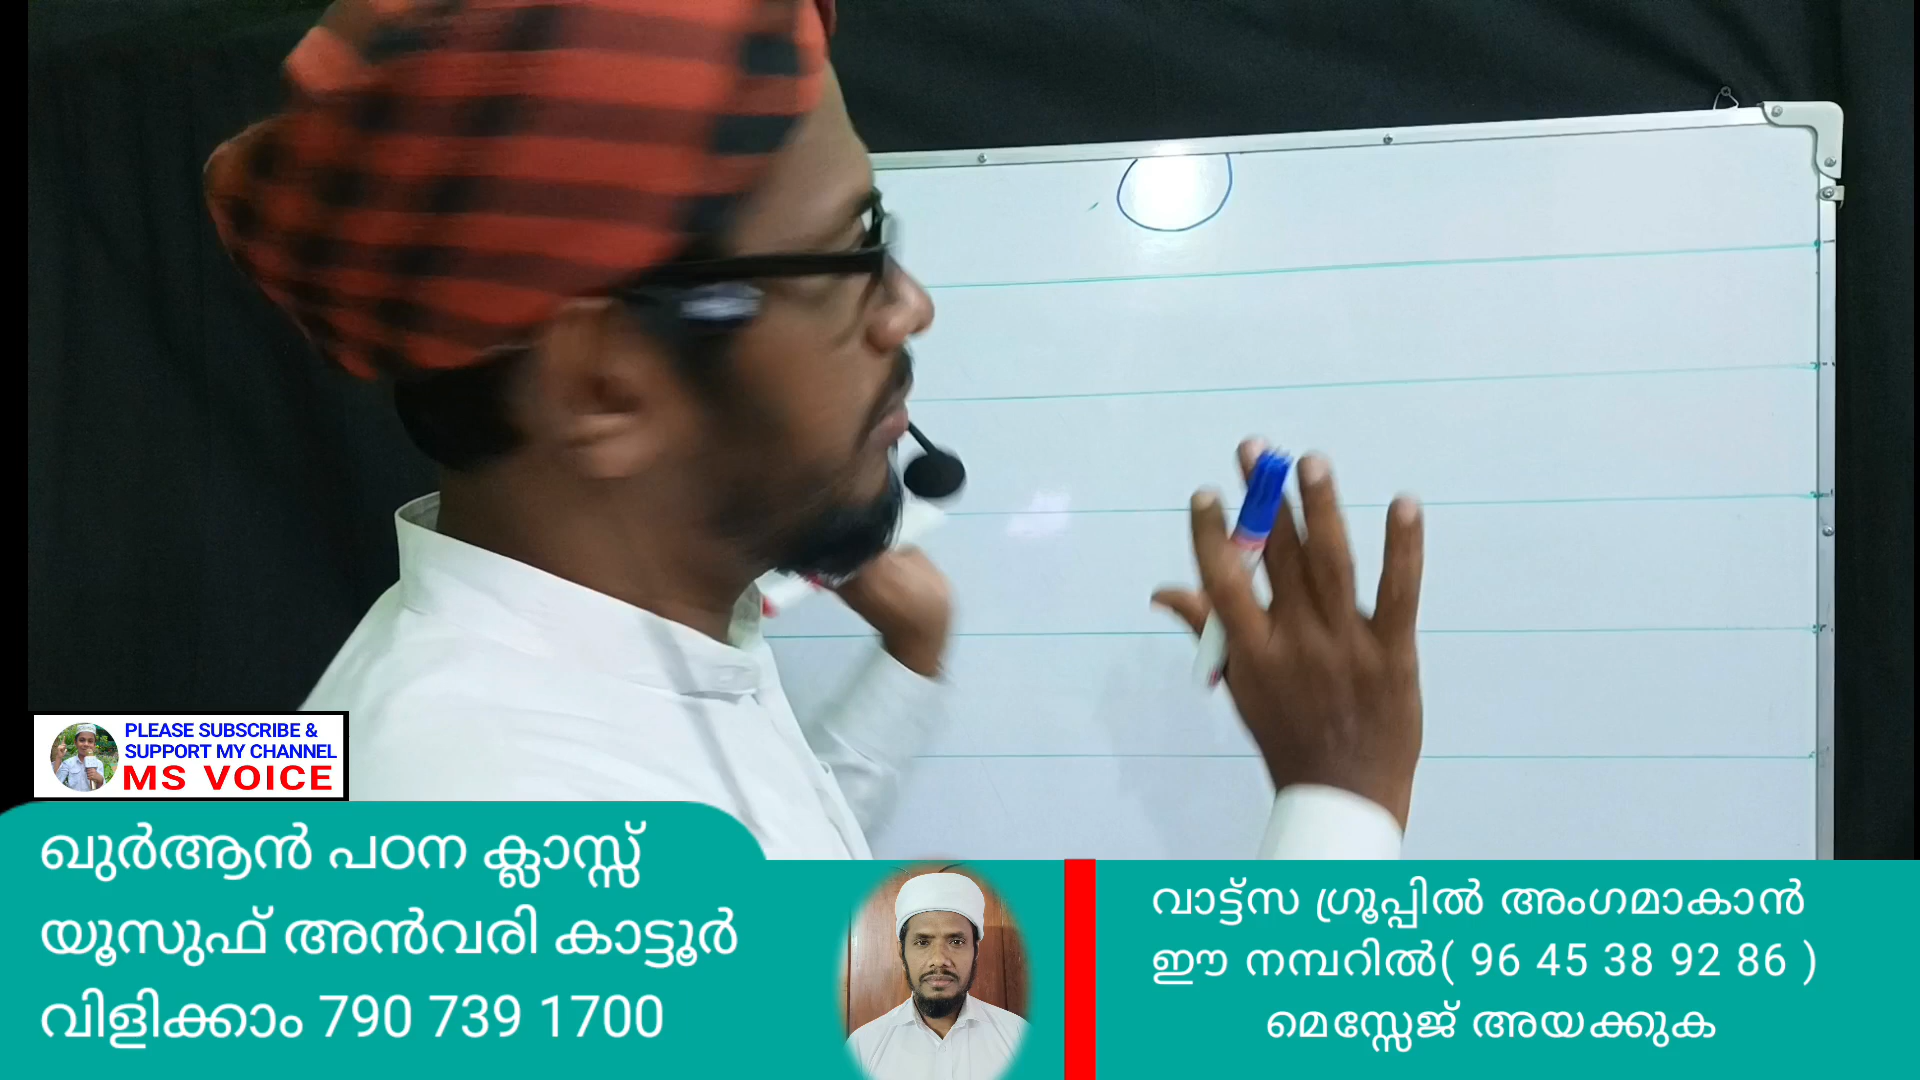 PLEASE SUBSCRIBE &
SUPPORT MY CHANNEL
MS VOICE
ഖുർആൻ പഠന ക്ലാസ്സ്
യൂസുഫ് അൻവരി കാട്ടൂർ
വിളിക്കാം 790 739 1700
വാട്ട്സ ഗ്രൂപ്പിൽ അംഗമാകാൻ
ഈ നമ്പറിൽ( 96 45 38 92 86 )
മെസ്സേജ് അയക്കുക